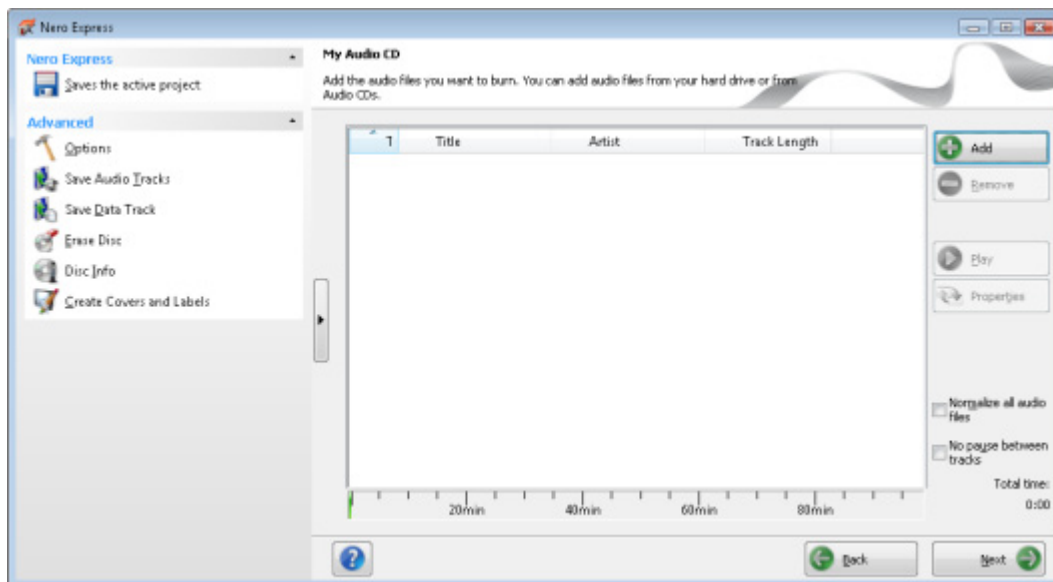 Nero Express
Nero Express
Saves the active project
Advanced
Options
Save Audio Tracks
Save Data Track
Erase Disc
Disc Info
Create Covers and Labels
My Audio CD
Add the audio files you want to burn. You can add audio files from your hard drive or from
Audio CDs.
T Title Artist Track Length
Add
Remove
Play
Properties
Normalize all audio
files
No pause between
tracks
Total time:
0:00
20min 40min 60min 80min
Back Next